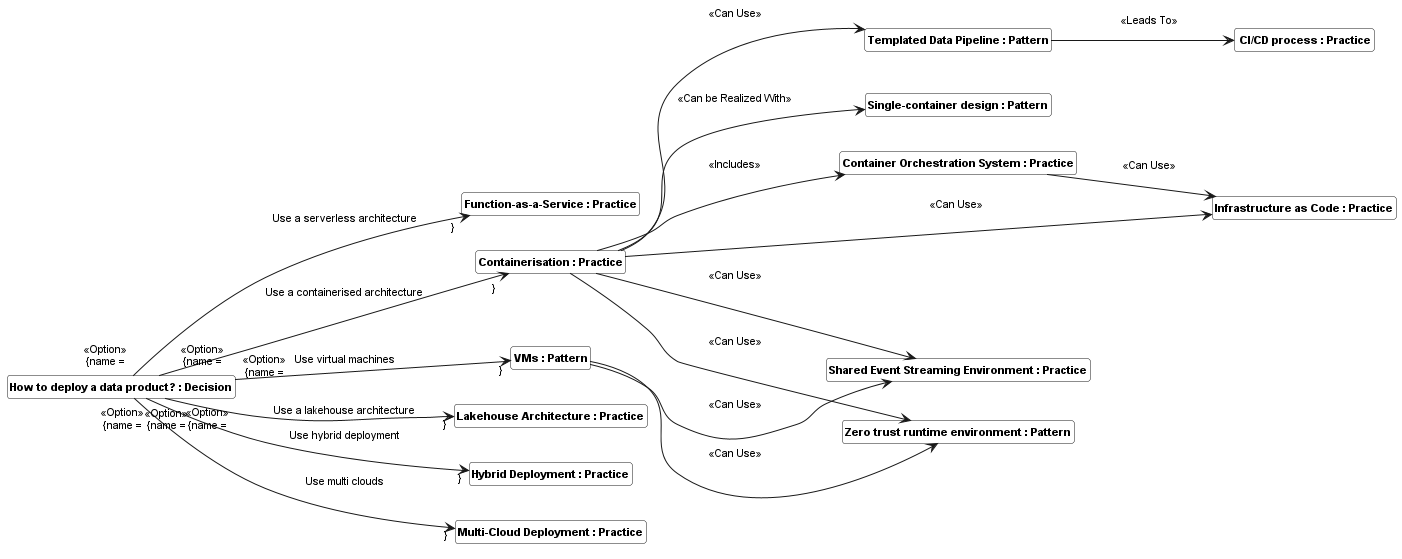 «Can Use»
«Leads To»
Templated Data Pipeline : Pattern
CI/CD process : Practice
«Can be Realized With»
Single-container design : Pattern
«Includes»
Container Orchestration System : Practice
«Can Use»
Function-as-a-Service : Practice
«Can Use»
Infrastructure as Code : Practice
Use a serverless architecture
}
Containerisation : Practice
«Can Use»
Use a containerised architecture
}
«Can Use»
«Option»
{name =
«Option»
{name =
«Option»
{name =
Use virtual machines
}
VMs : Pattern
Shared Event Streaming Environment : Practice
How to deploy a data product? : Decision
«Can Use»
«Option»
{name =
«Option»
{name =
«Option»
{name =
Use a lakehouse architecture
}
Lakehouse Architecture : Practice
Zero trust runtime environment : Pattern
Use hybrid deployment
}
«Can Use»
Hybrid Deployment : Practice
Use multi clouds
}
Multi-Cloud Deployment : Practice